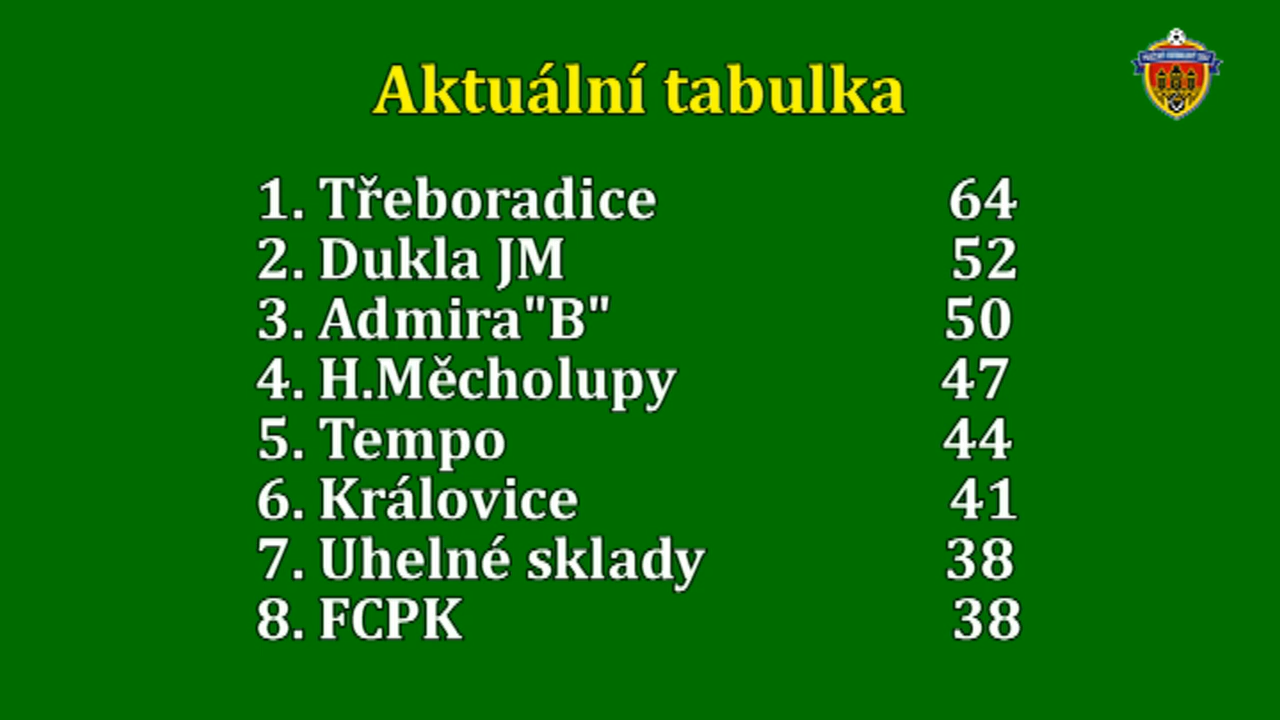 Aktuální tabulka
1. Třeboradice 64
2. Dukla JM 52
3. Admira"B" 50
4. H.Měcholupy 47
5. Tempo 44
6. Královice 41
7. Uhelné sklady 38
8. FCPK 38